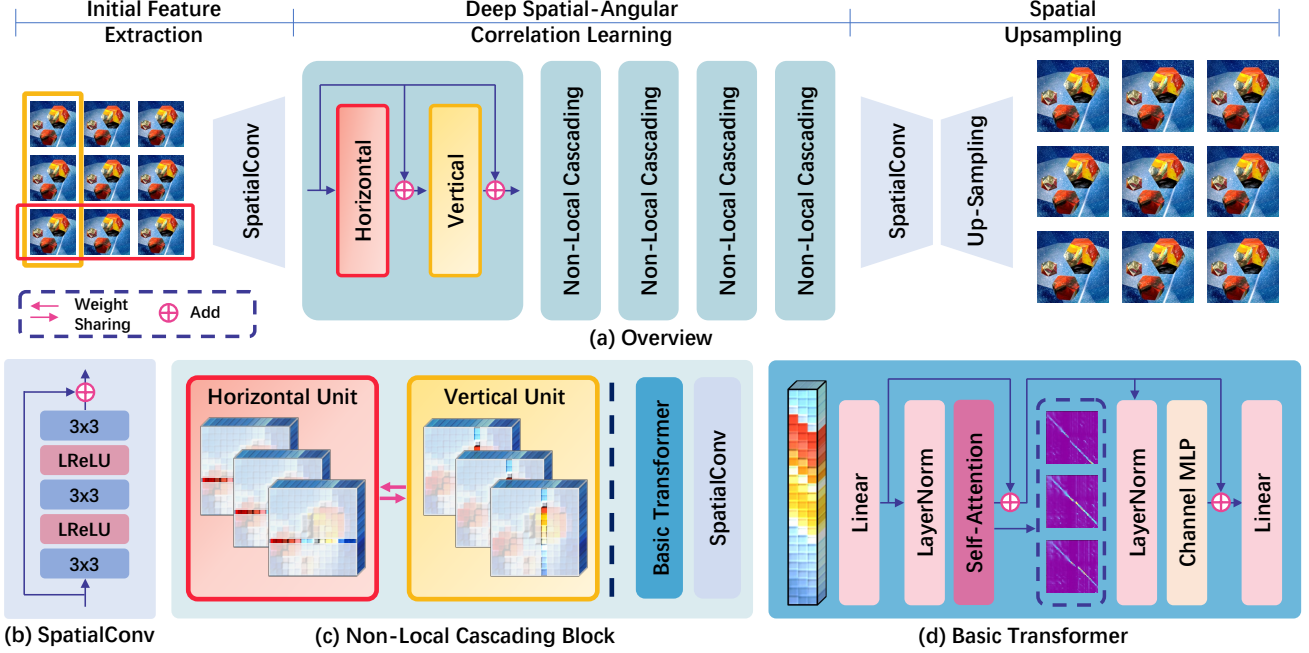 Initial Feature
Extraction
Deep Spatial-Angular
Correlation Learning
Spatial
Upsampling
SpatialConv
Horizontal
Vertical
Non-Local Cascading
Non-Local Cascading
Non-Local Cascading
Non-Local Cascading
SpatialConv
Up-Sampling
Weight
Sharing
Add
(a) Overview
3x3
LReLU
3x3
LReLU
3x3
(b) SpatialConv
Horizontal Unit
Vertical Unit
Basic Transformer
SpatialConv
(c) Non-Local Cascading Block
Linear
LayerNorm
Self-Attention
LayerNorm
Channel MLP
Linear
(d) Basic Transformer